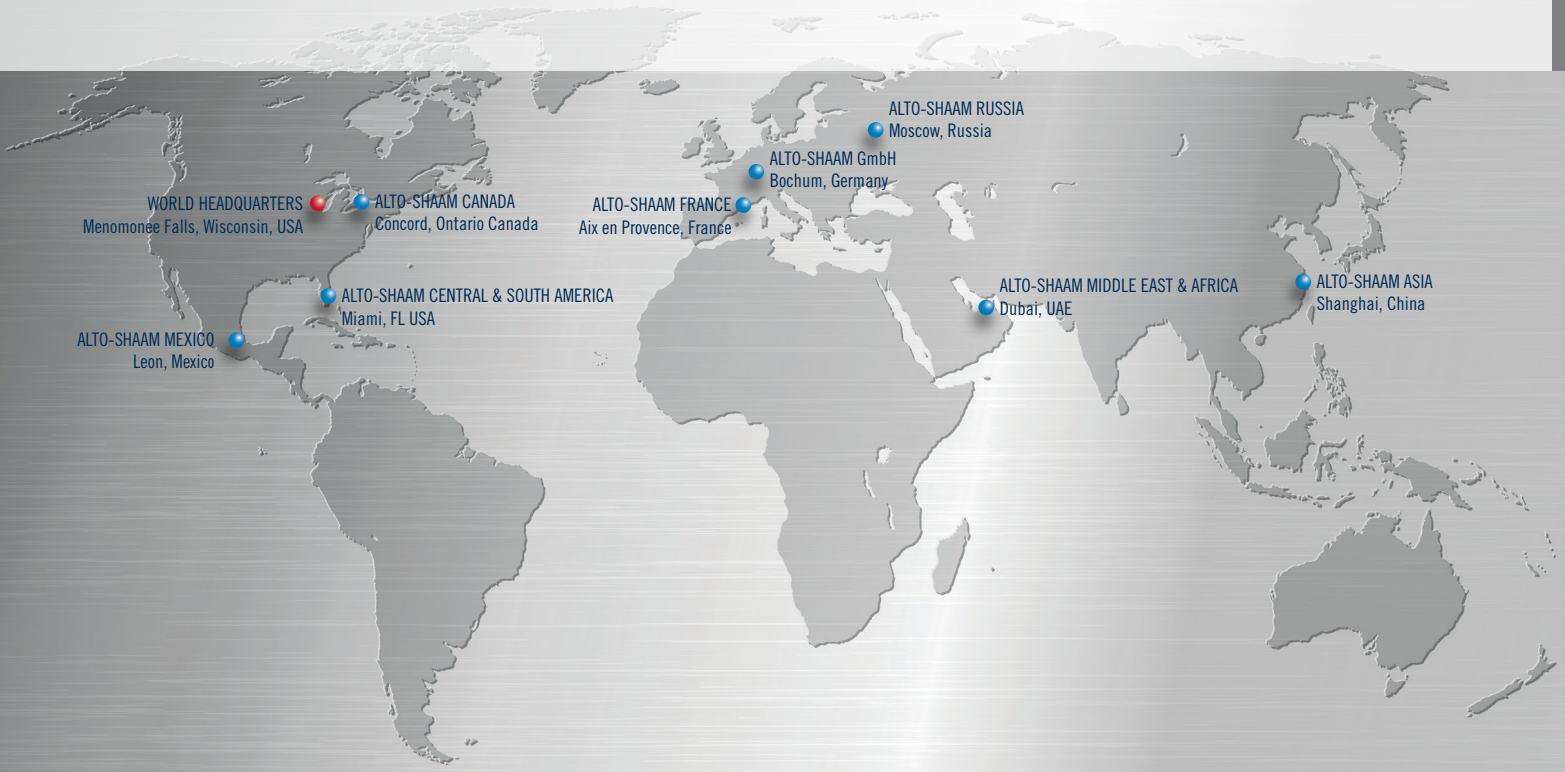 ALTO-SHAAM RUSSIA
Moscow, Russia
ALTO-SHAAM GmbH
Bochum, Germany
WORLD HEADQUARTERS
Menomonee Falls, Wisconsin, USA
ALTO-SHAAM CANADA
Concord, Ontario Canada
ALTO-SHAAM FRANCE
Aix en Provence, France
ALTO-SHAAM CENTRAL & SOUTH AMERICA
Miami, FL USA
ALTO-SHAAM MIDDLE EAST & AFRICA
Dubai, UAE
ALTO-SHAAM ASIA
Shanghai, China
ALTO-SHAAM MEXICO
Leon, Mexico